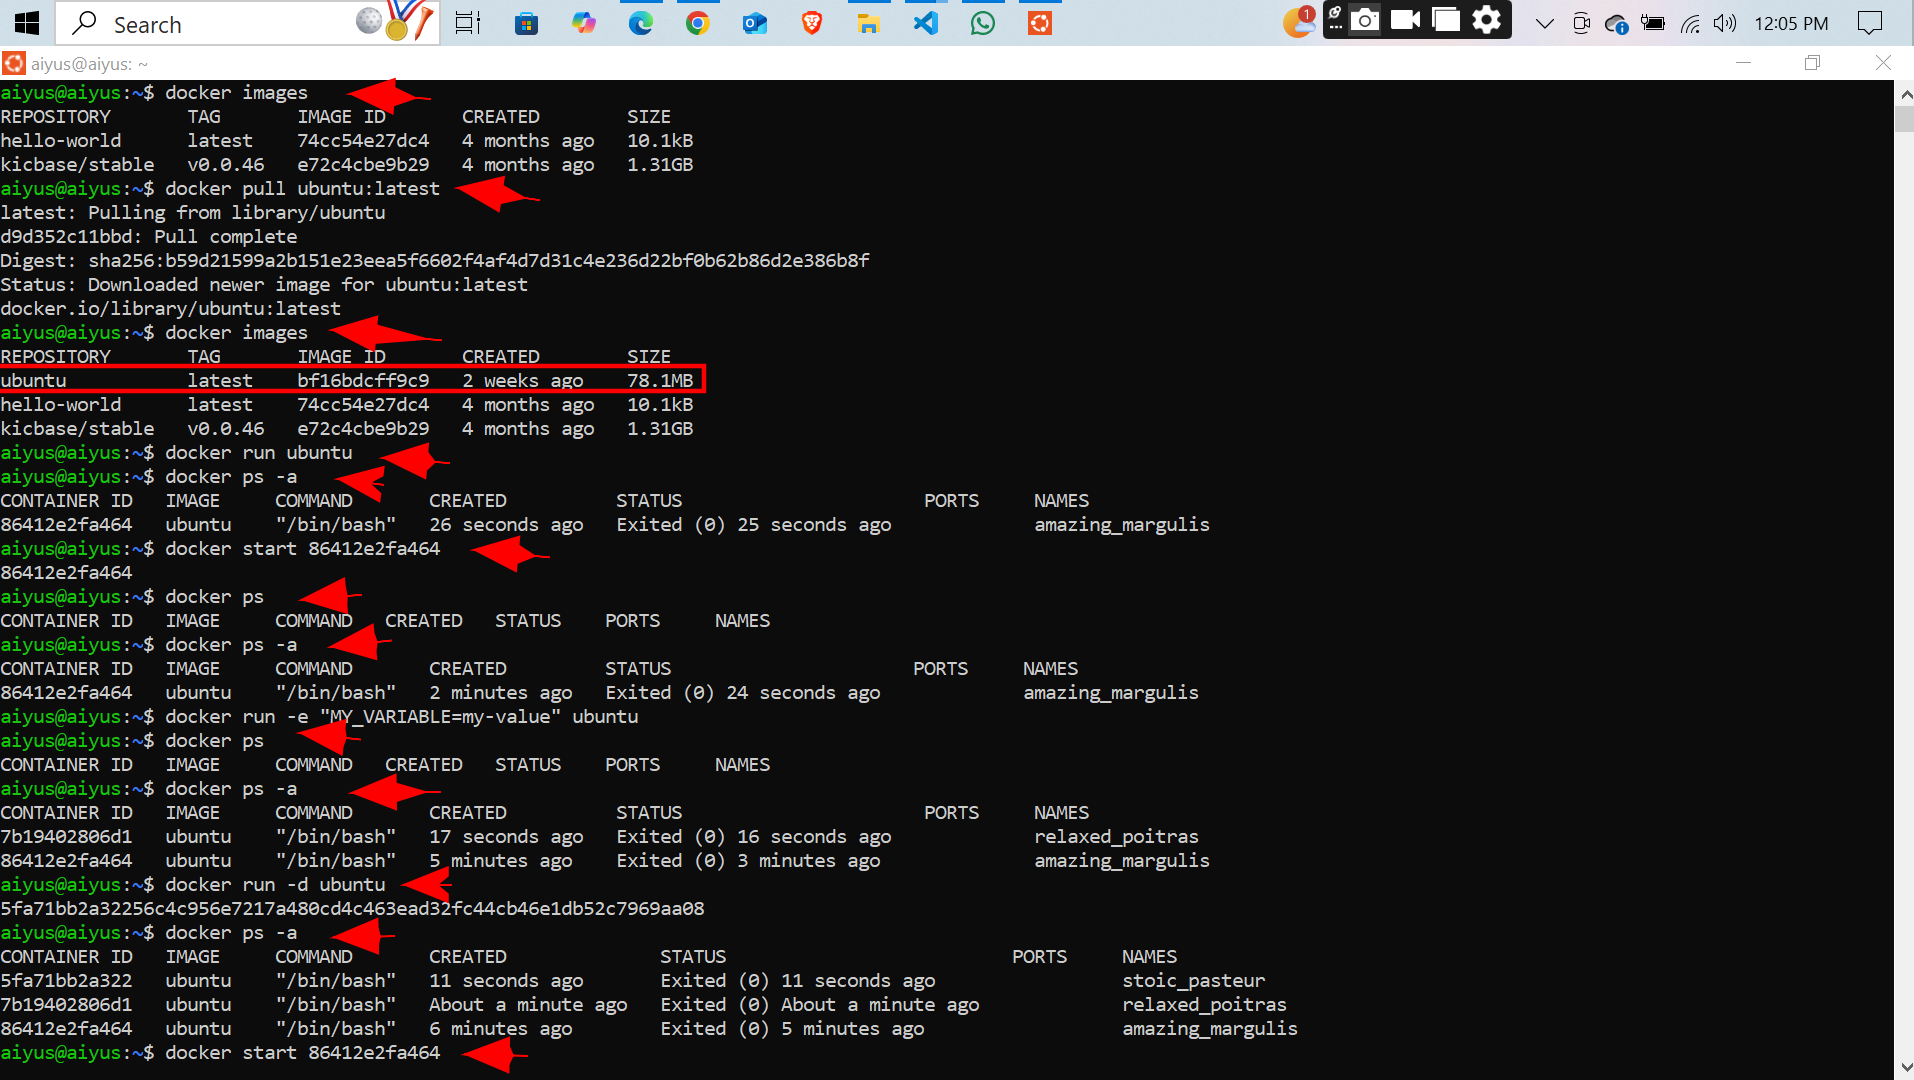 Search
1
12:05 PM
aiyus@aiyus: ~
aiyus@aiyus:~$ docker images
REPOSITORY TAG IMAGE ID CREATED SIZE
hello-world latest 74cc54e27dc4 4 months ago 10.1kB
kicbase/stable v0.0.46 e72c4cbe9b29 4 months ago 1.31GB
aiyus@aiyus:~$ docker pull ubuntu:latest
latest: Pulling from library/ubuntu
d9d352c11bbd: Pull complete
Digest: sha256:b59d21599a2b151e23eea5f6602f4af4d7d31c4e236d22bf0b62b86d2e386b8f
Status: Downloaded newer image for ubuntu:latest
docker.io/library/ubuntu:latest
aiyus@aiyus:~$ docker images
REPOSITORY TAG IMAGE ID CREATED SIZE
ubuntu latest bf16bdcff9c9 2 weeks ago 78.1MB
hello-world latest 74cc54e27dc4 4 months ago 10.1kB
kicbase/stable v0.0.46 e72c4cbe9b29 4 months ago 1.31GB
aiyus@aiyus:~$ docker run ubuntu
aiyus@aiyus:~$ docker ps -a
CONTAINER ID IMAGE COMMAND CREATED STATUS PORTS NAMES
86412e2fa464 ubuntu "/bin/bash" 26 seconds ago Exited (0) 25 seconds ago amazing_margulis
aiyus@aiyus:~$ docker start 86412e2fa464
86412e2fa464
aiyus@aiyus:~$ docker ps
CONTAINER ID IMAGE COMMAND CREATED STATUS PORTS NAMES
aiyus@aiyus:~$ docker ps -a
CONTAINER ID IMAGE COMMAND CREATED STATUS PORTS NAMES
86412e2fa464 ubuntu "/bin/bash" 2 minutes ago Exited (0) 24 seconds ago amazing_margulis
aiyus@aiyus:~$ docker run -e "MY_VARIABLE=my-value" ubuntu
aiyus@aiyus:~$ docker ps
CONTAINER ID IMAGE COMMAND CREATED STATUS PORTS NAMES
aiyus@aiyus:~$ docker ps -a
CONTAINER ID IMAGE COMMAND CREATED STATUS PORTS NAMES
7b19402806d1 ubuntu "/bin/bash" 17 seconds ago Exited (0) 16 seconds ago relaxed_poitras
86412e2fa464 ubuntu "/bin/bash" 5 minutes ago Exited (0) 3 minutes ago amazing_margulis
aiyus@aiyus:~$ docker run -d ubuntu
5fa71bb2a32256c4c956e7217a480cd4c463ead32fc44cb46e1db52c7969aa08
aiyus@aiyus:~$ docker ps -a
CONTAINER ID IMAGE COMMAND CREATED STATUS PORTS NAMES
5fa71bb2a322 ubuntu "/bin/bash" 11 seconds ago Exited (0) 11 seconds ago stoic_pasteur
7b19402806d1 ubuntu "/bin/bash" About a minute ago Exited (0) About a minute ago relaxed_poitras
86412e2fa464 ubuntu "/bin/bash" 6 minutes ago Exited (0) 5 minutes ago amazing_margulis
aiyus@aiyus:~$ docker start 86412e2fa464